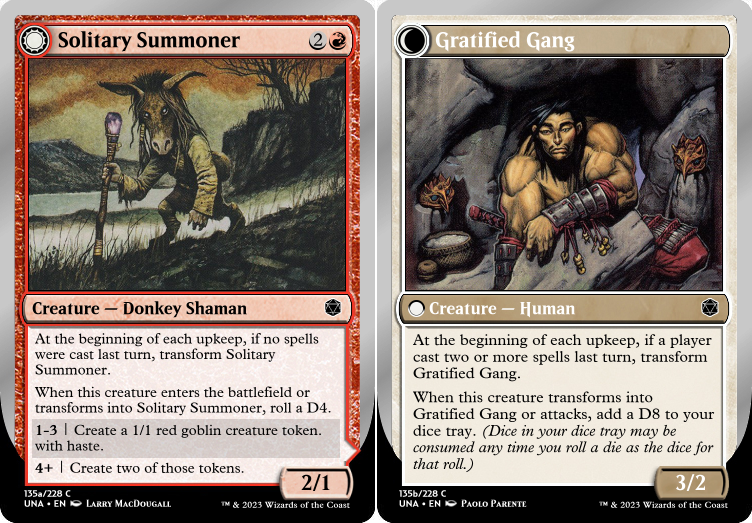 Solitary Summoner 2
Creature — Donkey Shaman
At the beginning of each upkeep, if no spells
were cast last turn, transform Solitary
Summoner.
When this creature enters the battlefield or
transforms into Solitary Summoner, roll a D4.
1-3 | Create a 1/1 red goblin creature token.
with haste.
4+ | Create two of those tokens.
2/1
135a/228 C
UNA • EN Larry MacDougall
™ & 2023 Wizards of the Coast
Gratified Gang
Creature — Human
At the beginning of each upkeep, if a player
cast two or more spells last turn, transform
Gratified Gang.
When this creature transforms into
Gratified Gang or attacks, add a D8 to your
dice tray. (Dice in your dice tray may be
consumed any time you roll a die as the dice for
that roll.)
3/2
135b/228 C
UNA • EN Paolo Parente
™ & 2023 Wizards of the Coast